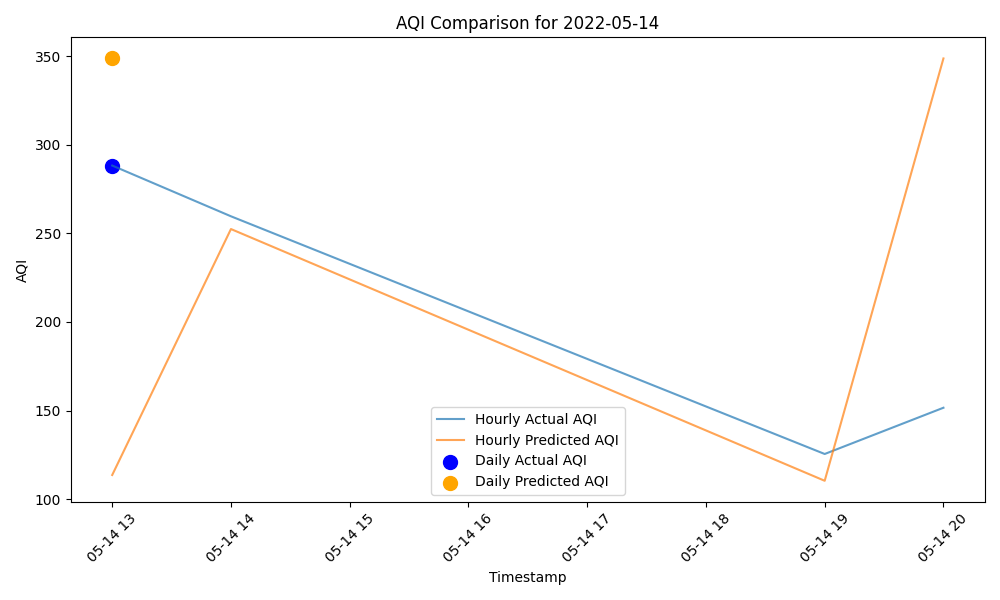 AQI Comparison for 2022-05-14
AQI
350
300
250
200
150
100
Hourly Actual AQI
Hourly Predicted AQI
Daily Actual AQI
Daily Predicted AQI
05-14 13
05-14 14
05-14 15
05-14 16
05-14 17
05-14 18
05-14 19
05-14 20
Timestamp